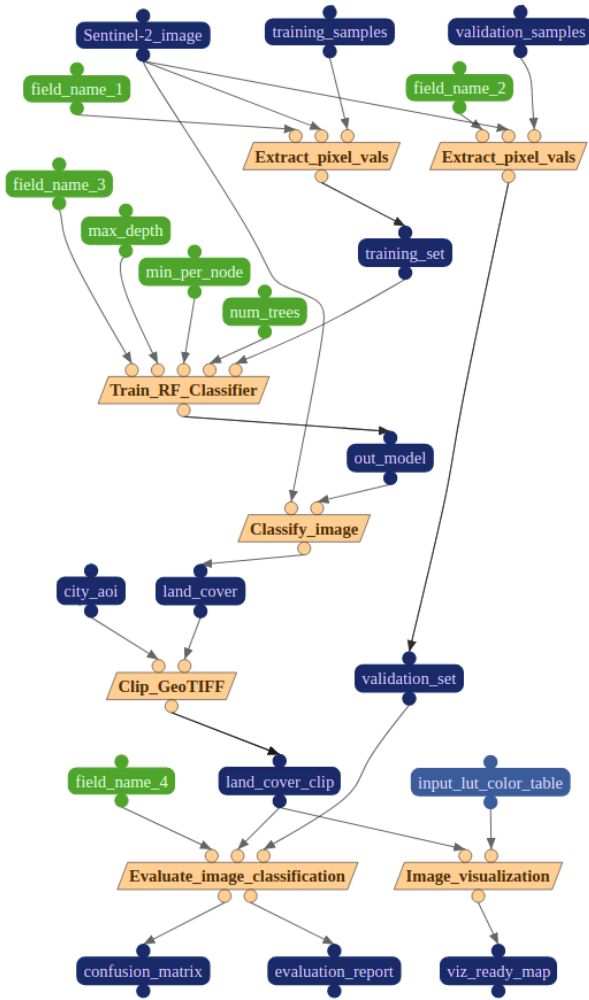 Sentinel-2_image
training_samples
validation_samples
field_name_1
field_name_2
Extract_pixel_vals
Extract_pixel_vals
field_name_3
max_depth
training_set
min_per_node
num_trees
Train_RF_Classifier
out_model
Classify_image
city_aoi
land_cover
Clip_GeoTIFF
validation_set
field_name_4
land_cover_clip
input_lut_color_table
Evaluate_image_classification
Image_visualization
confusion_matrix
evaluation_report
viz_ready_map